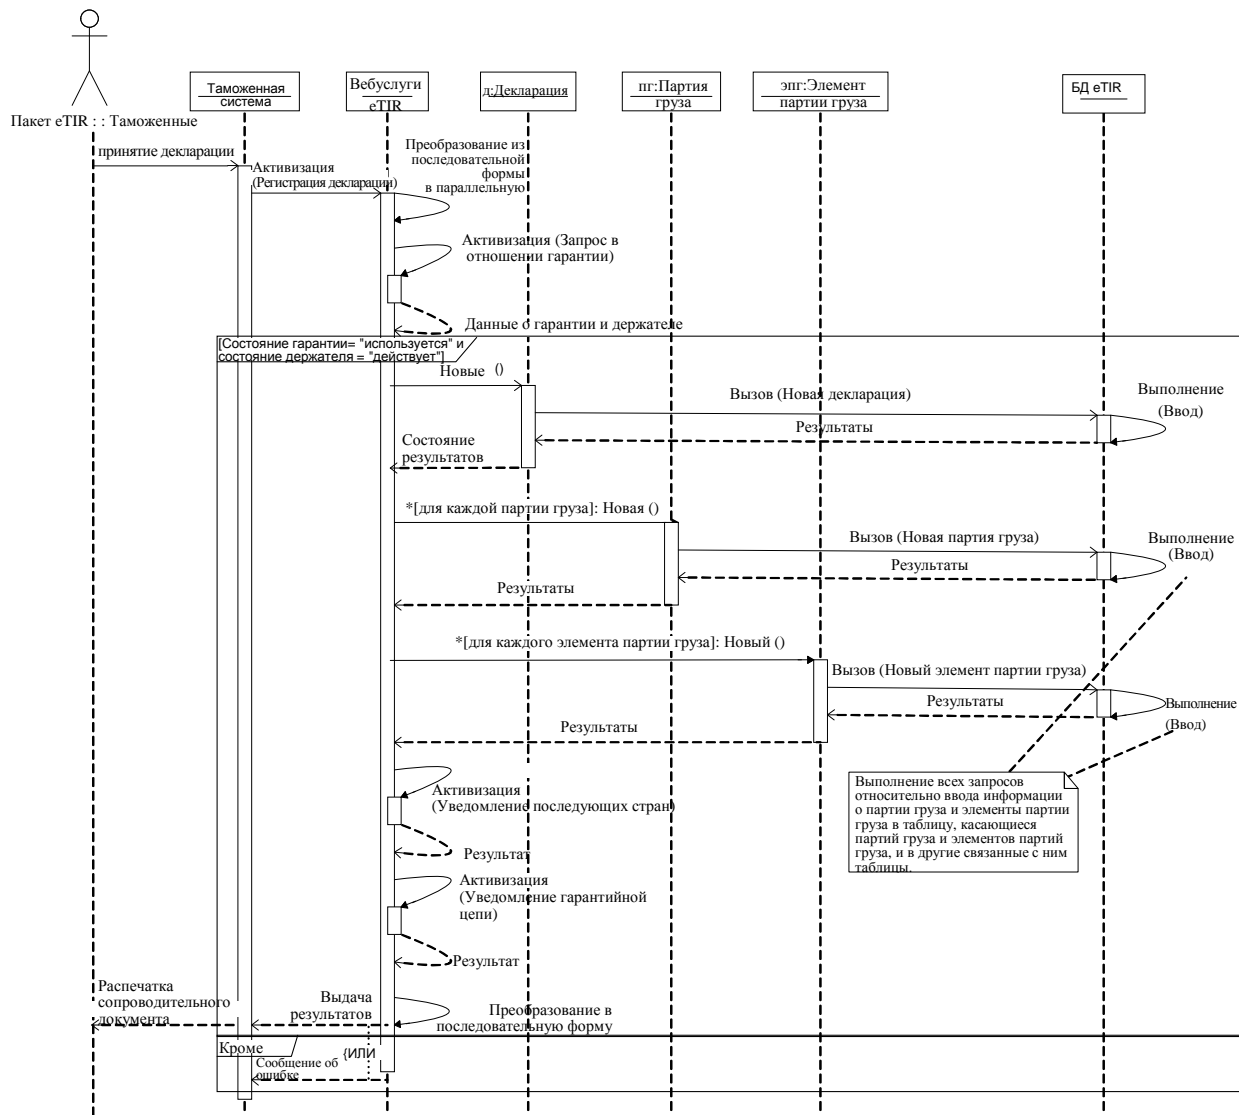 Таможенная
система
Вебуслуги
eTIR
д:Декларация
пг:Партия
груза
эпг:Элемент
партии груза
БД eTIR
Пакет eTIR : : Таможенные
принятие декларации
Активизация
(Регистрация декларации)
Преобразование из
последовательной
формы
в параллельную
Активизация (Запрос в
отношении гарантии)
Данные о гарантии и держателе
[Состояние гарантии= "используется" и
состояние держателя = "действует"]
Новые ()
Вызов (Новая декларация)
Выполнение
(Ввод)
Результаты
Состояние
результатов
*[для каждой партии груза]: Новая ()
Вызов (Новая партия груза)
Выполнение
(Ввод)
Результаты
Результаты
*[для каждого элемента партии груза]: Новый ()
Вызов (Новый элемент партии груза)
Результаты
Выполнение
(Ввод)
Результаты
Активизация
(Уведомление последующих стран)
Результат
Выполнение всех запросов
относительно ввода информации
о партии груза и элементы партии
груза в таблицу, касающиеся
партий груза и элементов партий
груза, и в другие связанные с ним
таблицы.
Активизация
(Уведомление гарантийной
цепи)
Результат
Распечатка
сопроводительного
документа
Выдача
результатов
Преобразование в
последовательную форму
Кроме
{ИЛИ
Сообщение об
ошибке